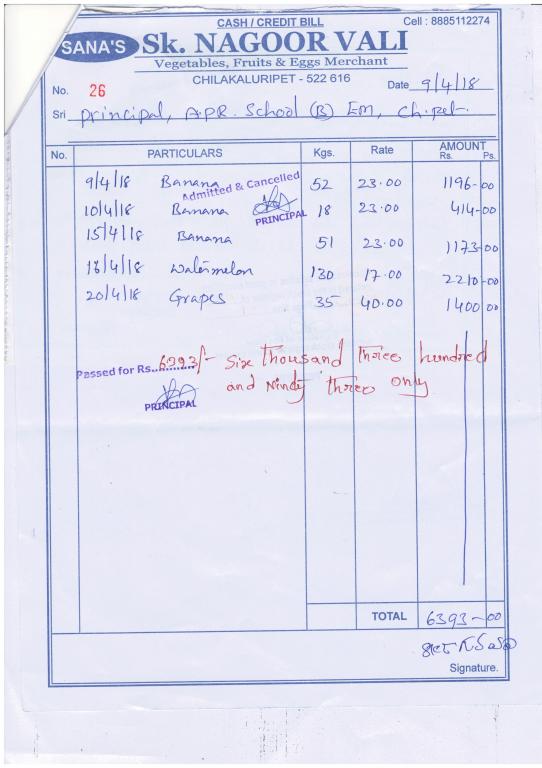 CASH / CREDIT BILL Cell : 8885112274
SANA'S Sk. NAGOOR VALI
Vegetables, Fruits & Eggs Merchant
CHILAKALURIPET - 522 616
No. 26 Date 9/4/18
Sri Principal, APR. School (B) EM, Ch.pet.
No. PARTICULARS Kgs. Rate AMOUNT
Rs. Ps.
9/4/18 Banana 52 23.00 1196-00
Admitted & Cancelled
10/4/18 Banana 18 23.00 414-00
PRINCIPAL
15/4/18 Banana 51 23.00 1173-00
18/4/18 Watermelon 130 17.00 2210-00
20/4/18 Grapes 35 40.00 1400 00
Passed for Rs. 6393/- Six Thousand three hundred
and Nindy three only
PRINCIPAL
TOTAL 6393-00
Signature.